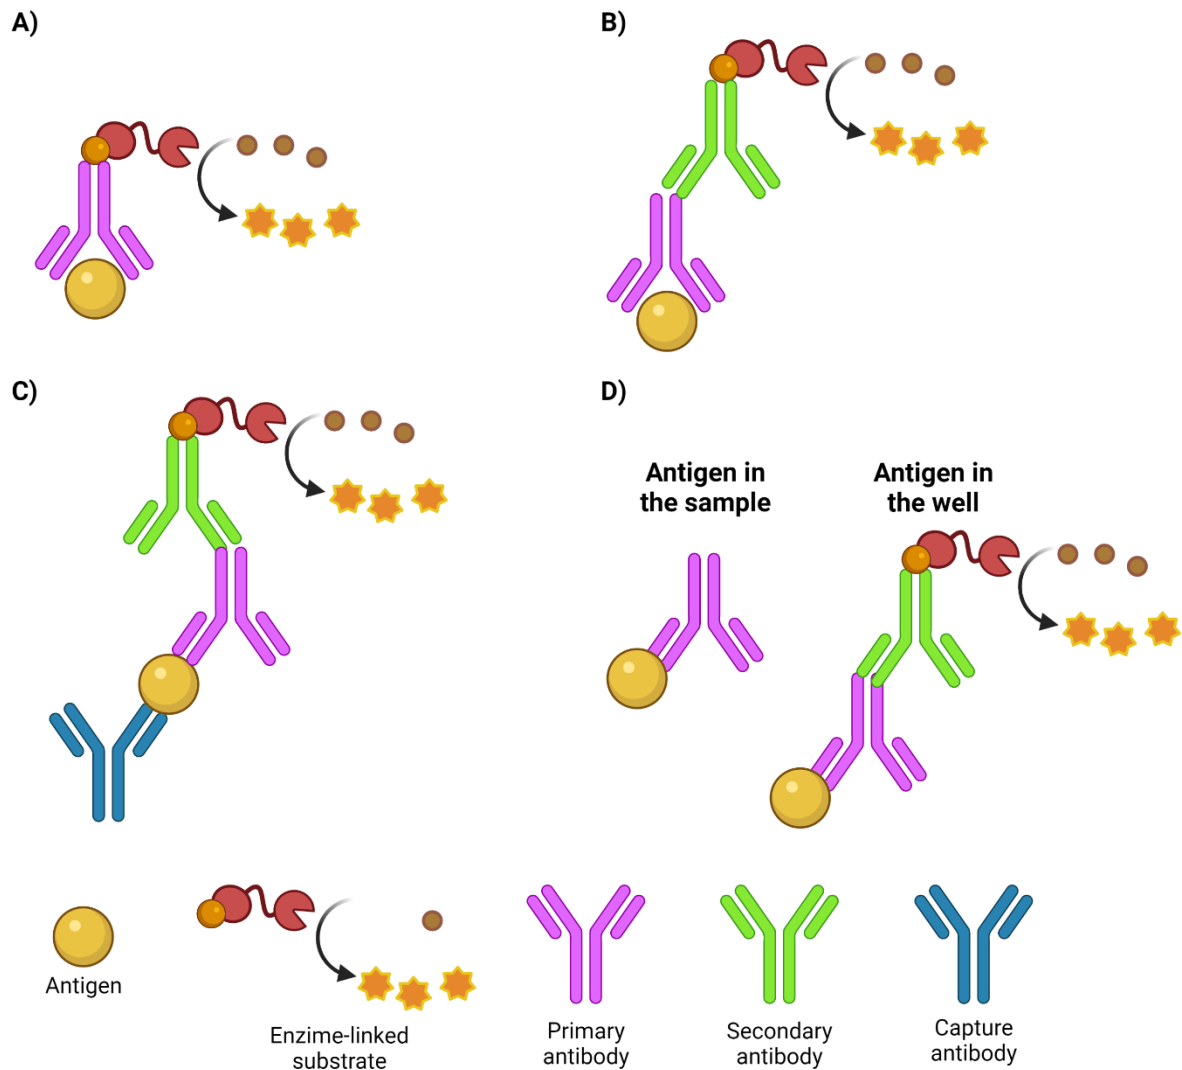 A)
B)
C)
D)
Antigen in
the sample
Antigen in
the well
Antigen
Enzime-linked
substrate
Primary
antibody
Secondary
antibody
Capture
antibody